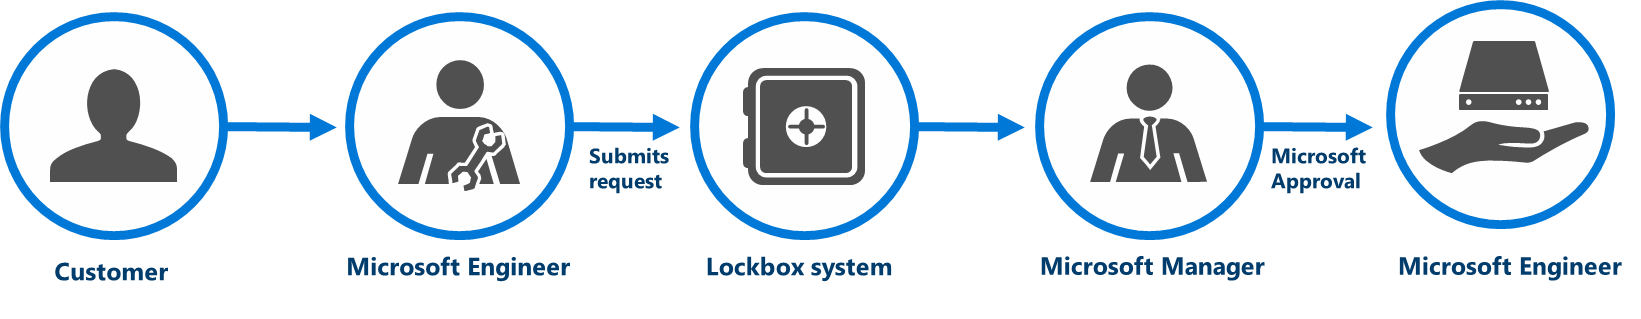 Submits
request
Microsoft
Approval
Customer
Microsoft Engineer
Lockbox system
Microsoft Manager
Microsoft Engineer